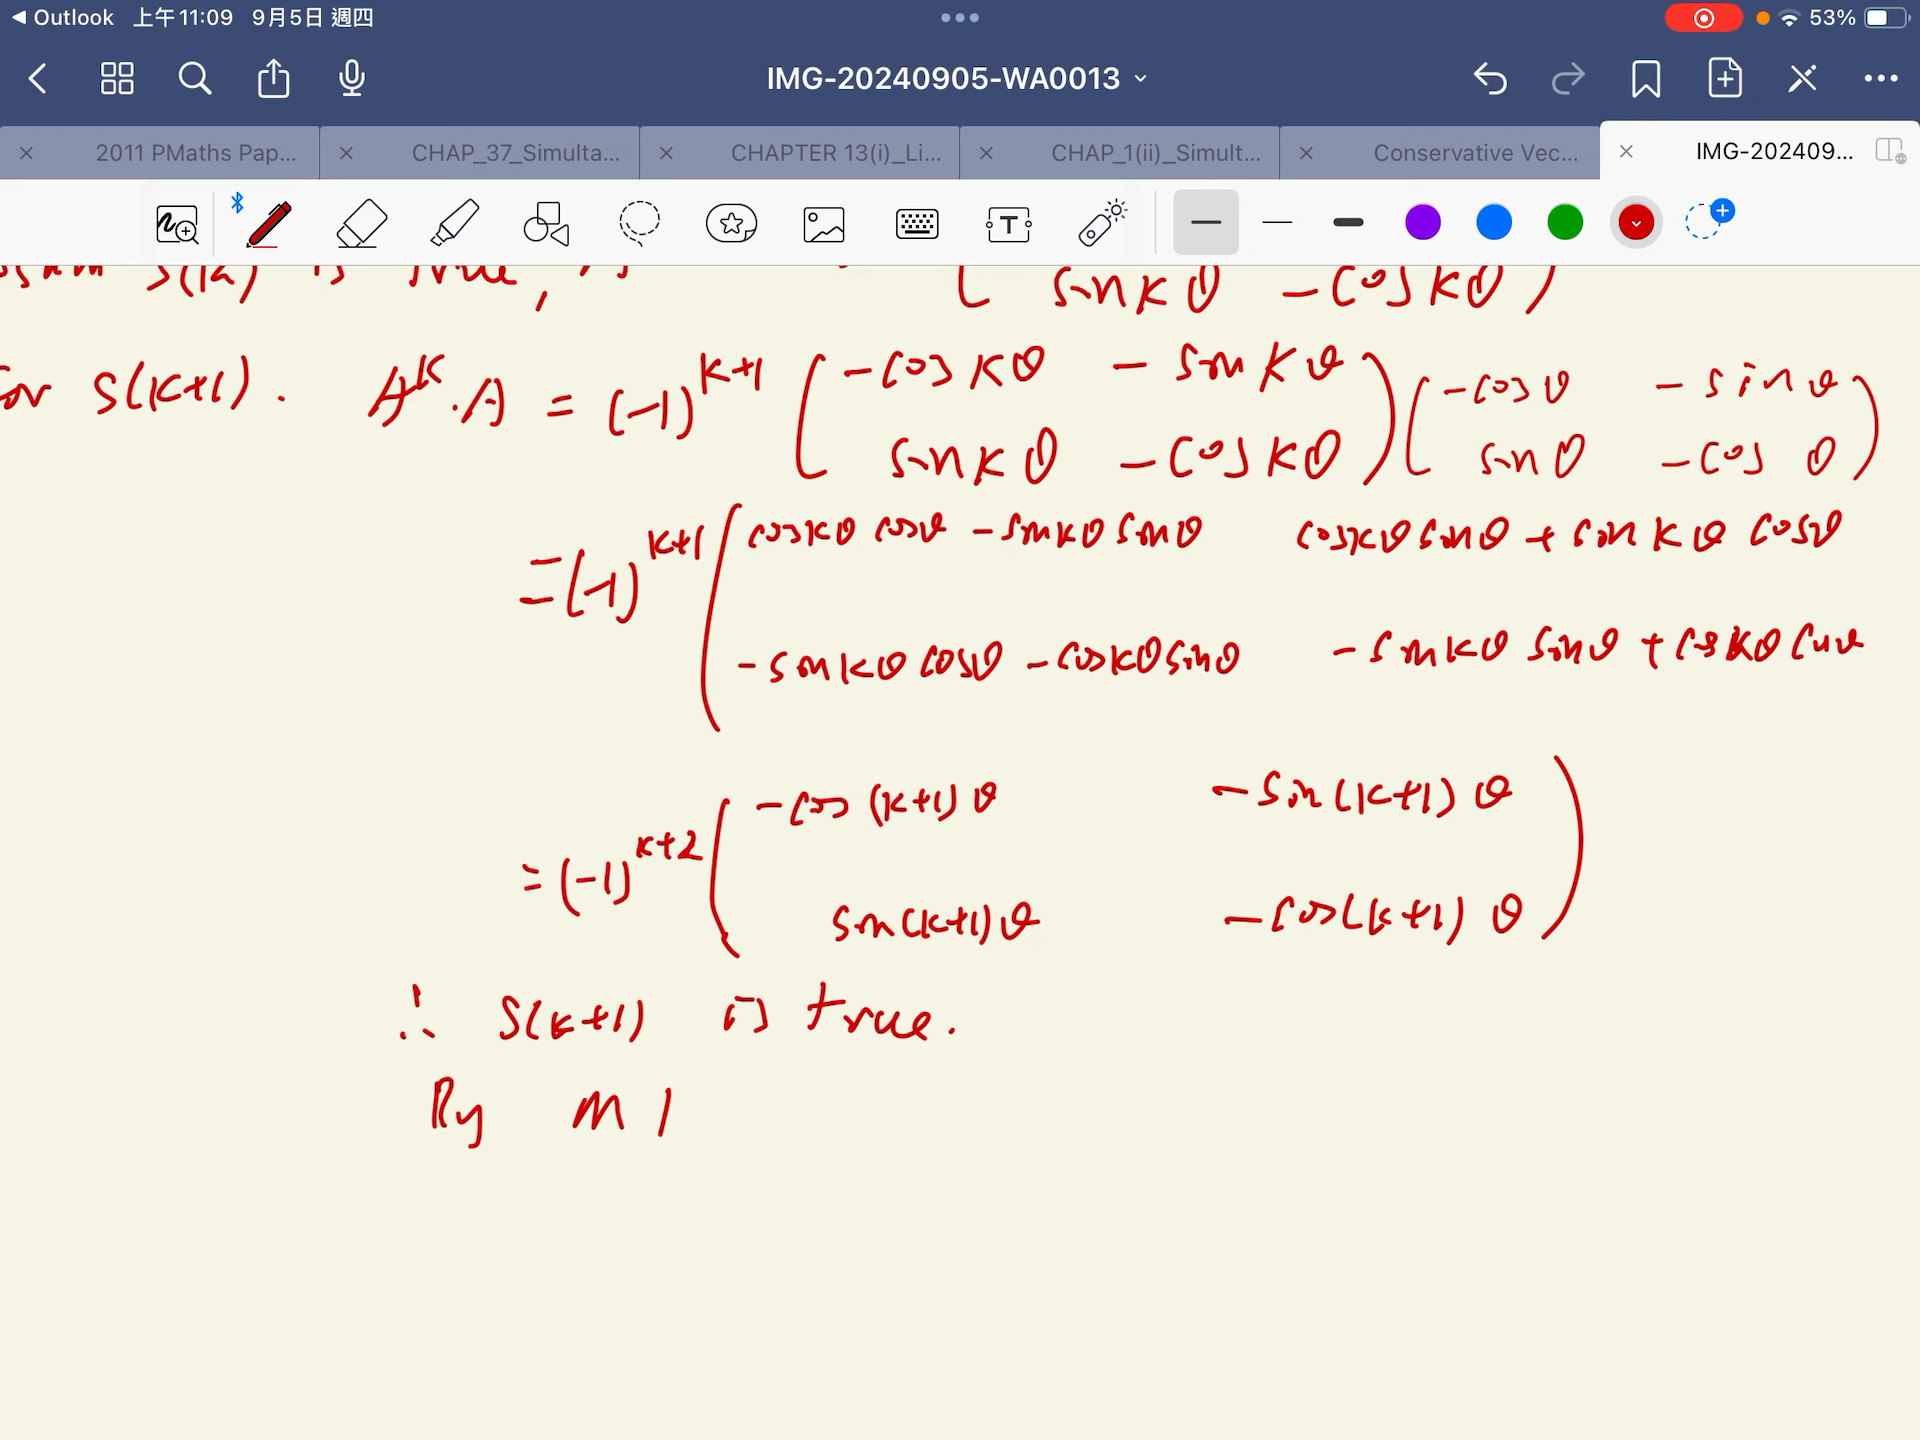 ◀ Outlook 上午11:09 9月5日 週四 53%
IMG-20240905-WA0013
2011 PMaths Pap... CHAP_37_Simulta... CHAPTER 13(i)_Li... CHAP_1(ii)_Simult... Conservative Vec... IMG-202409...
S(k) is true, ( sin kθ − cos kθ )
for S(k+1). A^k . A = (-1)^{k+1} ( − cos kθ − sin kθ ) ( − cos θ − sin θ )
( sin kθ − cos kθ ) ( sin θ − cos θ )
= (-1)^{k+1} ( cos kθ cos θ − sin kθ sin θ cos kθ sin θ + sin kθ cos θ
− sin kθ cos θ − cos kθ sin θ − sin kθ sin θ + cos kθ cos θ
= (-1)^{k+2} ( − cos (k+1) θ − sin (k+1) θ )
sin (k+1) θ − cos (k+1) θ
∴ S(k+1) is true.
By M I